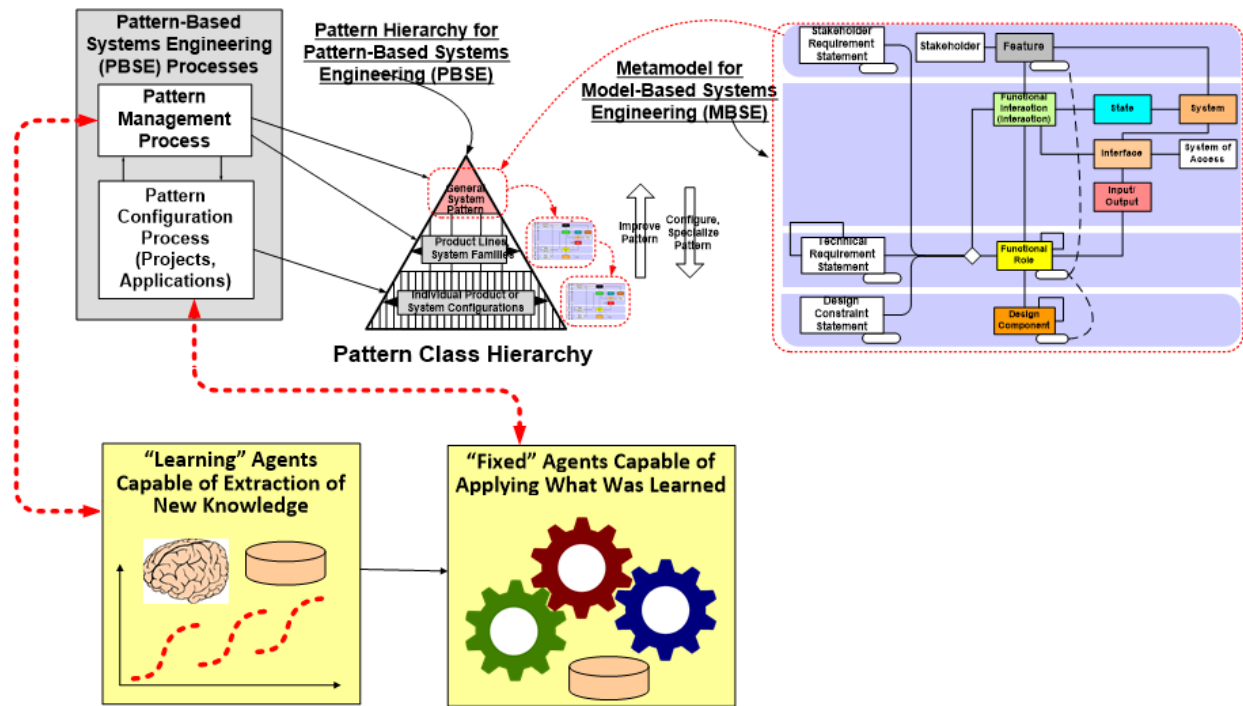 Pattern-Based
Systems Engineering
(PBSE) Processes
Pattern
Management
Process
Pattern
Configuration
Process
(Projects,
Applications)
Pattern Hierarchy for
Pattern-Based Systems
Engineering (PBSE)
General
System
Pattern
Product Lines
System Families
Individual Product or
System Configurations
Pattern Class Hierarchy
Improve
Pattern
Configure,
Specialize
Pattern
Metamodel for
Model-Based Systems
Engineering (MBSE)
Stakeholder
Requirement
Statement
Stakeholder
Feature
Functional
Interaction
(Interaction)
State
System
Interface
System of
Access
Input/
Output
Technical
Requirement
Statement
Functional
Role
Design
Constraint
Statement
Design
Component
“Learning” Agents
Capable of Extraction of
New Knowledge
“Fixed” Agents Capable of
Applying What Was Learned